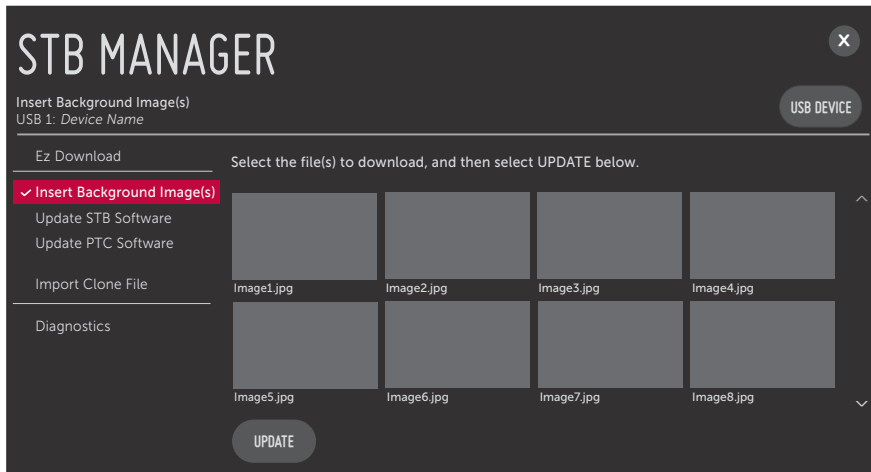 STB MANAGER
X
Insert Background Image(s)
USB 1: Device Name
USB DEVICE
Ez Download
Insert Background Image(s)
Update STB Software
Update PTC Software
Import Clone File
Diagnostics
Select the file(s) to download, and then select UPDATE below.
Image1.jpg
Image2.jpg
Image3.jpg
Image4.jpg
Image5.jpg
Image6.jpg
Image7.jpg
Image8.jpg
UPDATE